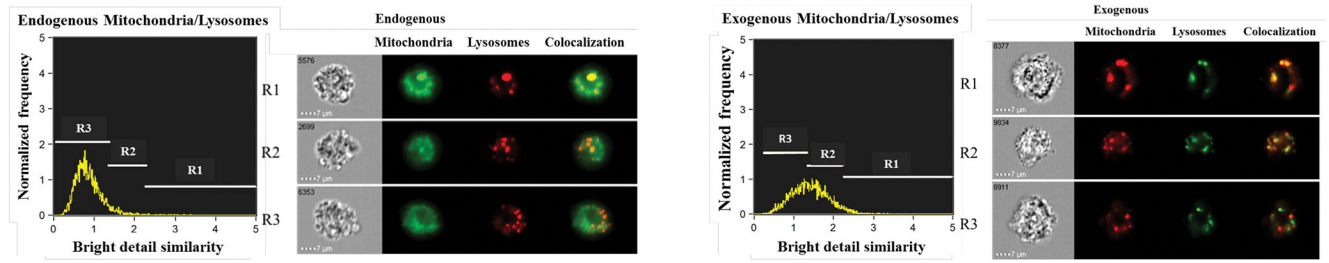 Endogenous Mitochondria/Lysosomes
Normalized frequency
5
4
3
2
1
0
R3
R2
R1
0 1 2 3 4 5
Bright detail similarity
Endogenous
Mitochondria Lysosomes Colocalization
R1
5576
7 µm
R2
2699
7 µm
R3
6353
7 µm
Exogenous Mitochondria/Lysosomes
Normalized frequency
5
4
3
2
1
0
R3
R2
R1
0 1 2 3 4 5
Bright detail similarity
Exogenous
Mitochondria Lysosomes Colocalization
R1
8377
7 µm
R2
9834
7 µm
R3
8911
7 µm